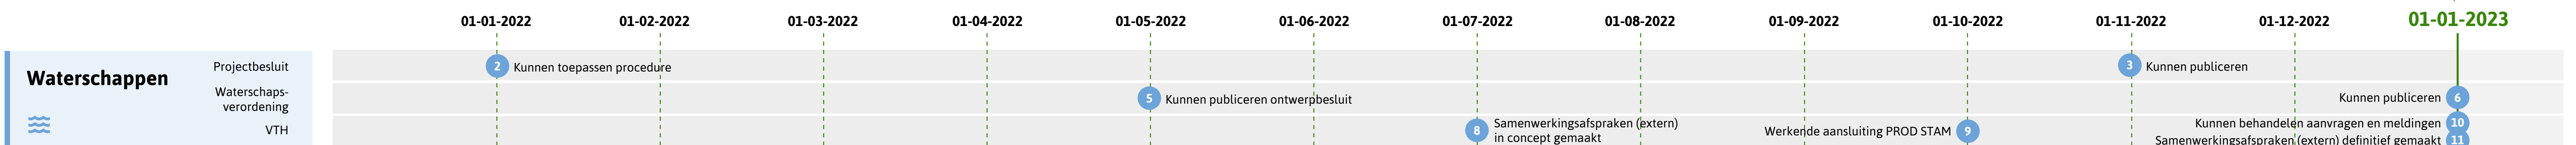 01-01-2022 01-02-2022 01-03-2022 01-04-2022 01-05-2022 01-06-2022 01-07-2022 01-08-2022 01-09-2022 01-10-2022 01-11-2022 01-12-2022 01-01-2023
Waterschappen
Projectbesluit
2 Kunnen toepassen procedure
3 Kunnen publiceren
Waterschaps-
verordening
5 Kunnen publiceren ontwerpbesluit
Kunnen publiceren 6
VTH
8 Samenwerkingsafspraken (extern)
in concept gemaakt
Werkende aansluiting PROD STAM 9
Kunnen behandelen aanvragen en meldingen 10
Samenwerkingsafspraken (extern) definitief gemaakt 11